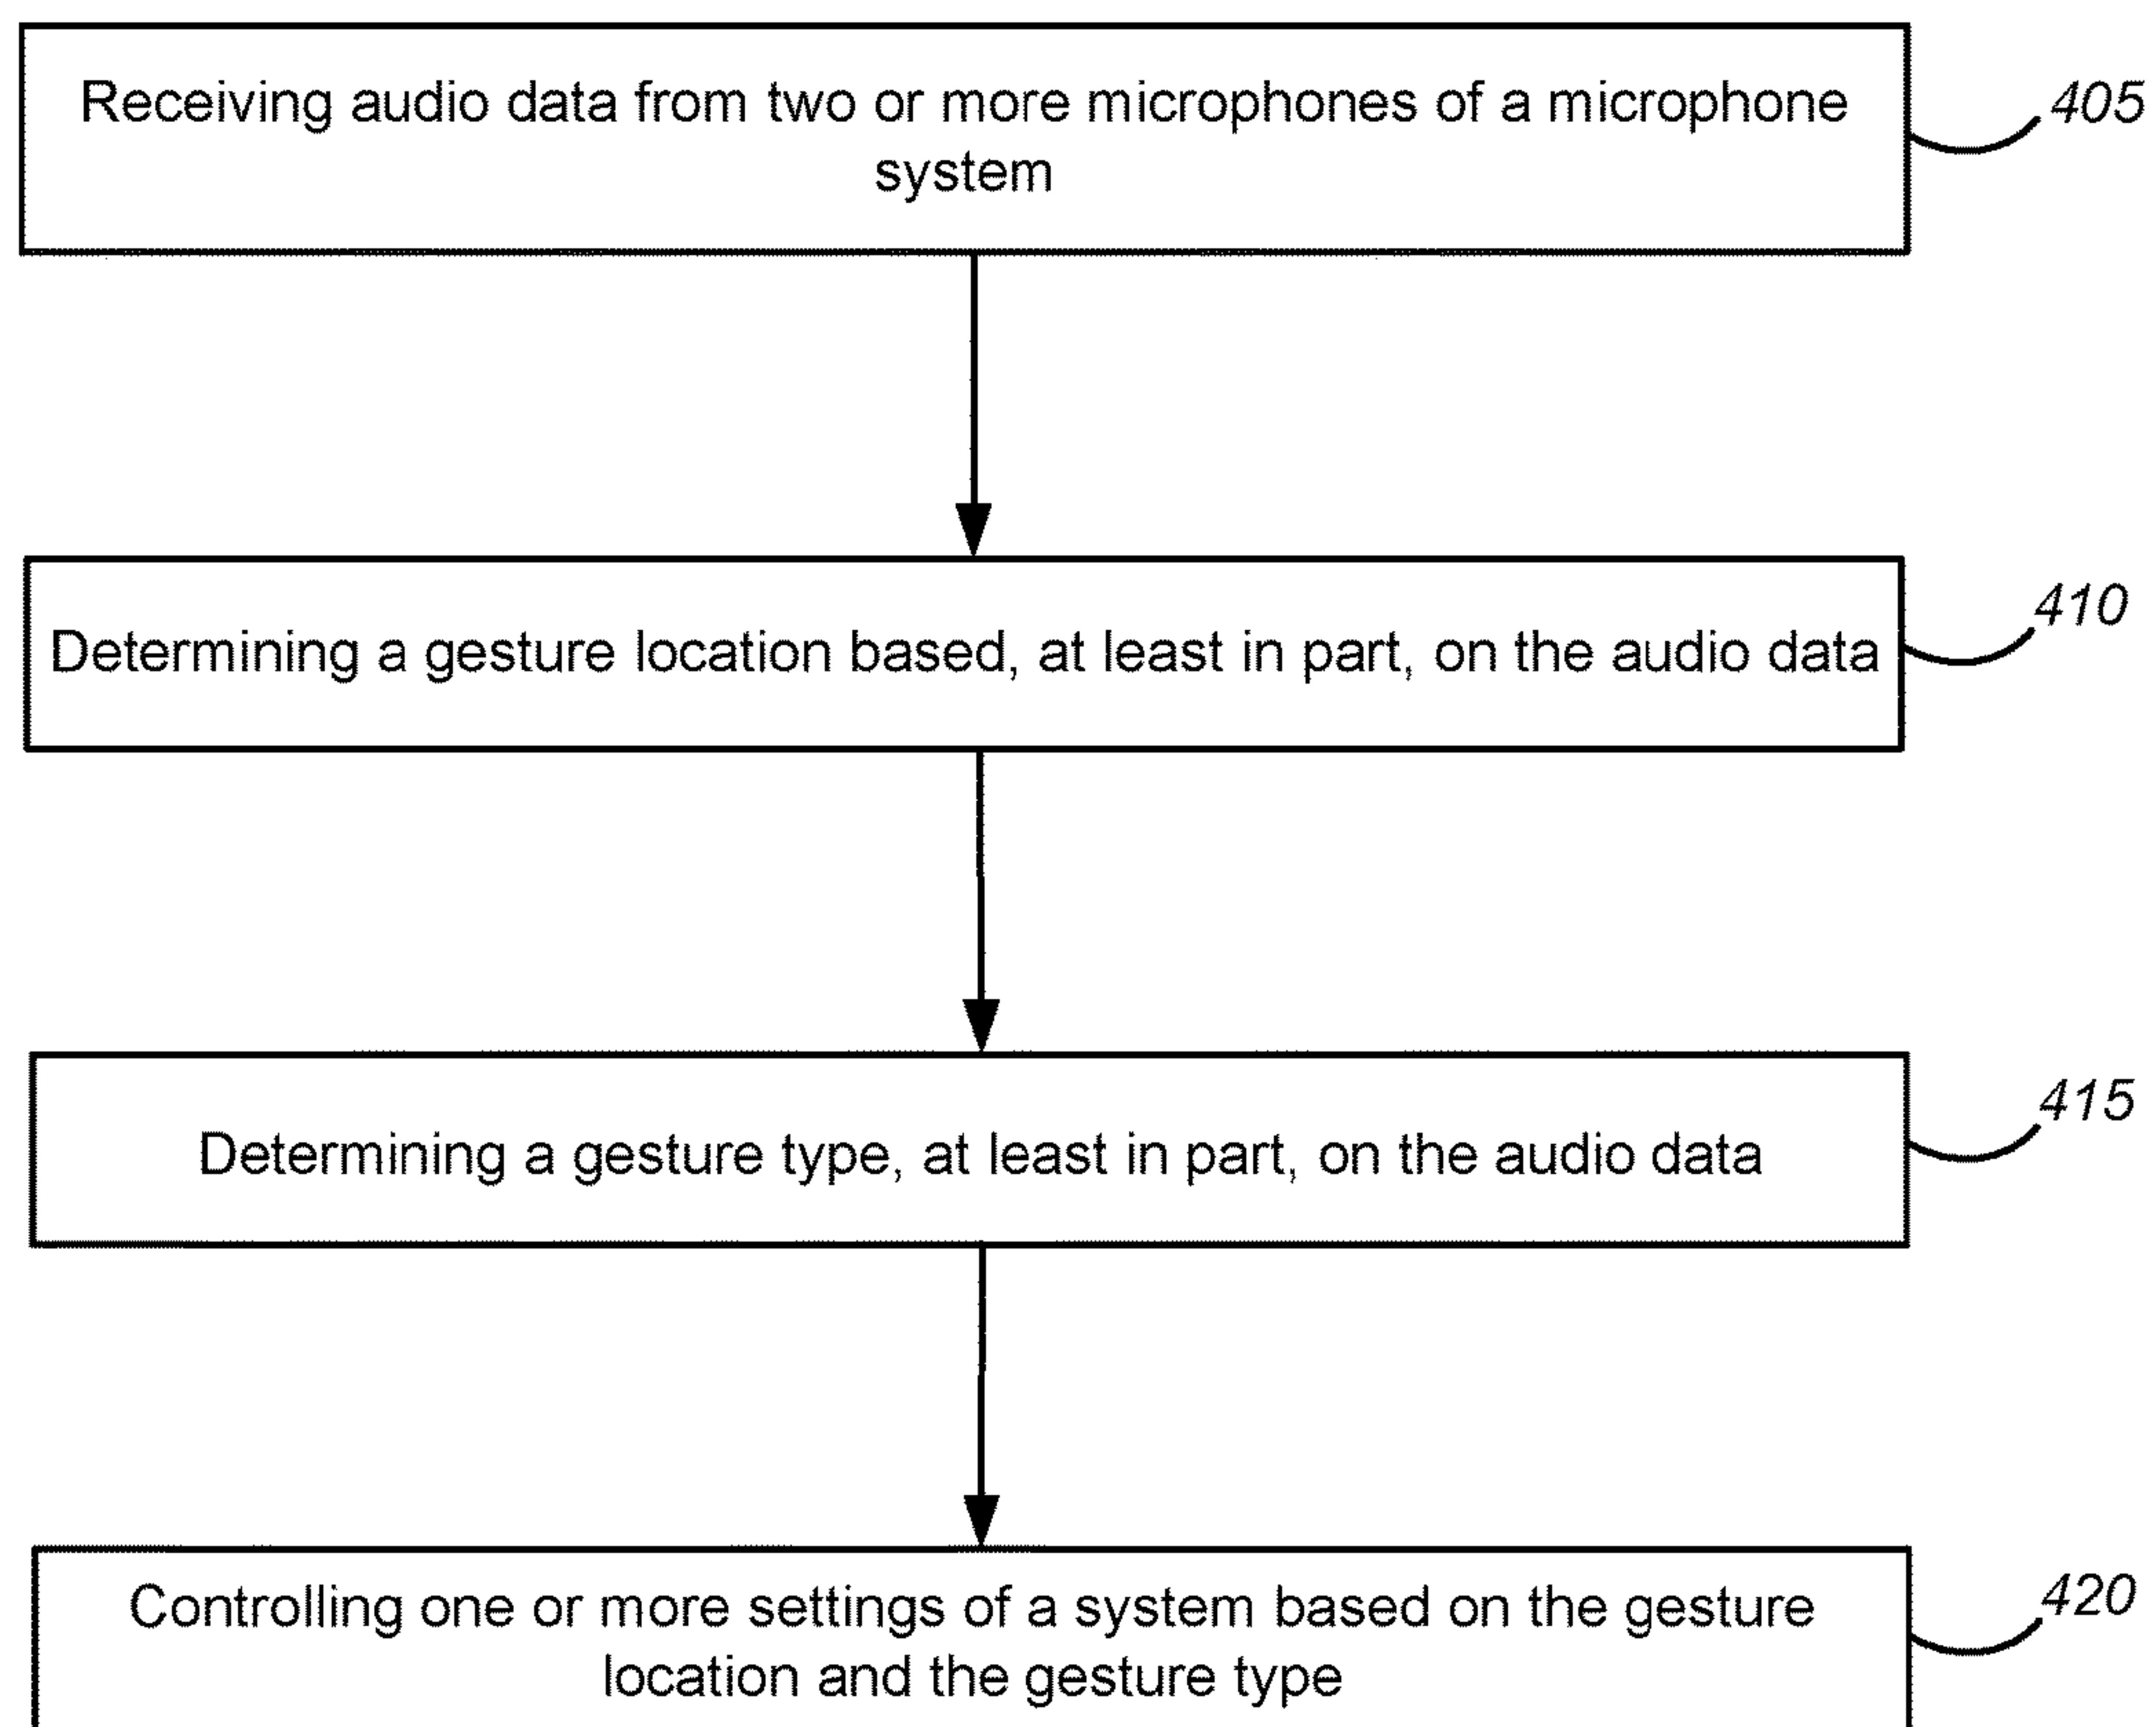 Receiving audio data from two or more microphones of a microphone
system
405
Determining a gesture location based, at least in part, on the audio data
410
Determining a gesture type, at least in part, on the audio data
415
Controlling one or more settings of a system based on the gesture
location and the gesture type
420